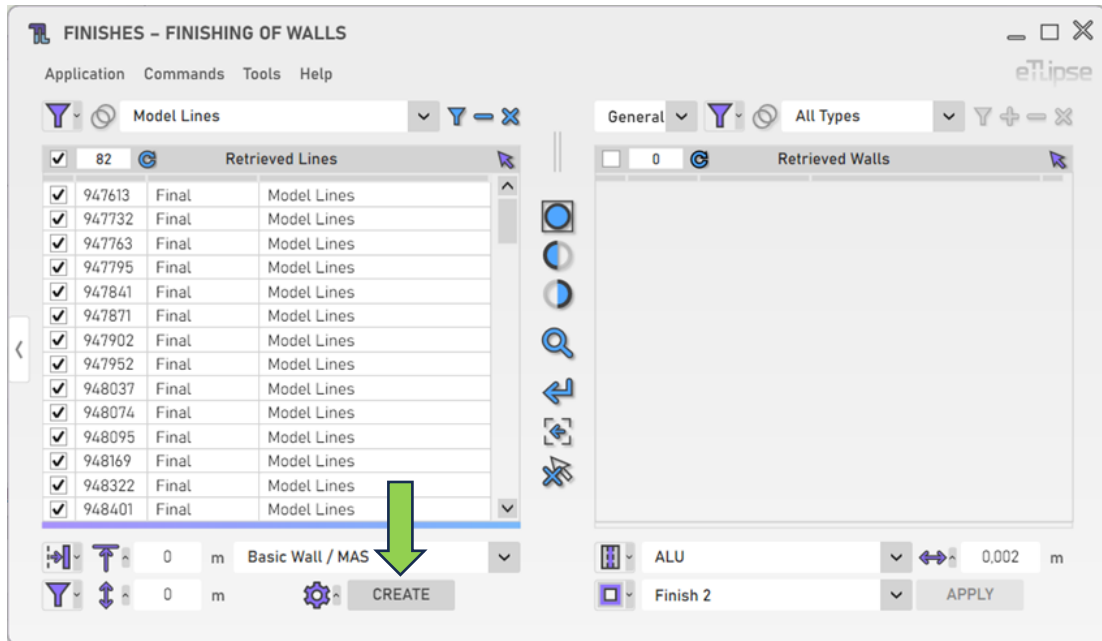 FINISHES – FINISHING OF WALLS
Application Commands Tools Help
eTLipse
Model Lines
General All Types
82 Retrieved Lines
0 Retrieved Walls
947613 Final Model Lines
947732 Final Model Lines
947763 Final Model Lines
947795 Final Model Lines
947841 Final Model Lines
947871 Final Model Lines
947902 Final Model Lines
947952 Final Model Lines
948037 Final Model Lines
948074 Final Model Lines
948095 Final Model Lines
948169 Final Model Lines
948322 Final Model Lines
948401 Final Model Lines
0 m Basic Wall / MAS
ALU 0,002 m
0 m CREATE
Finish 2 APPLY